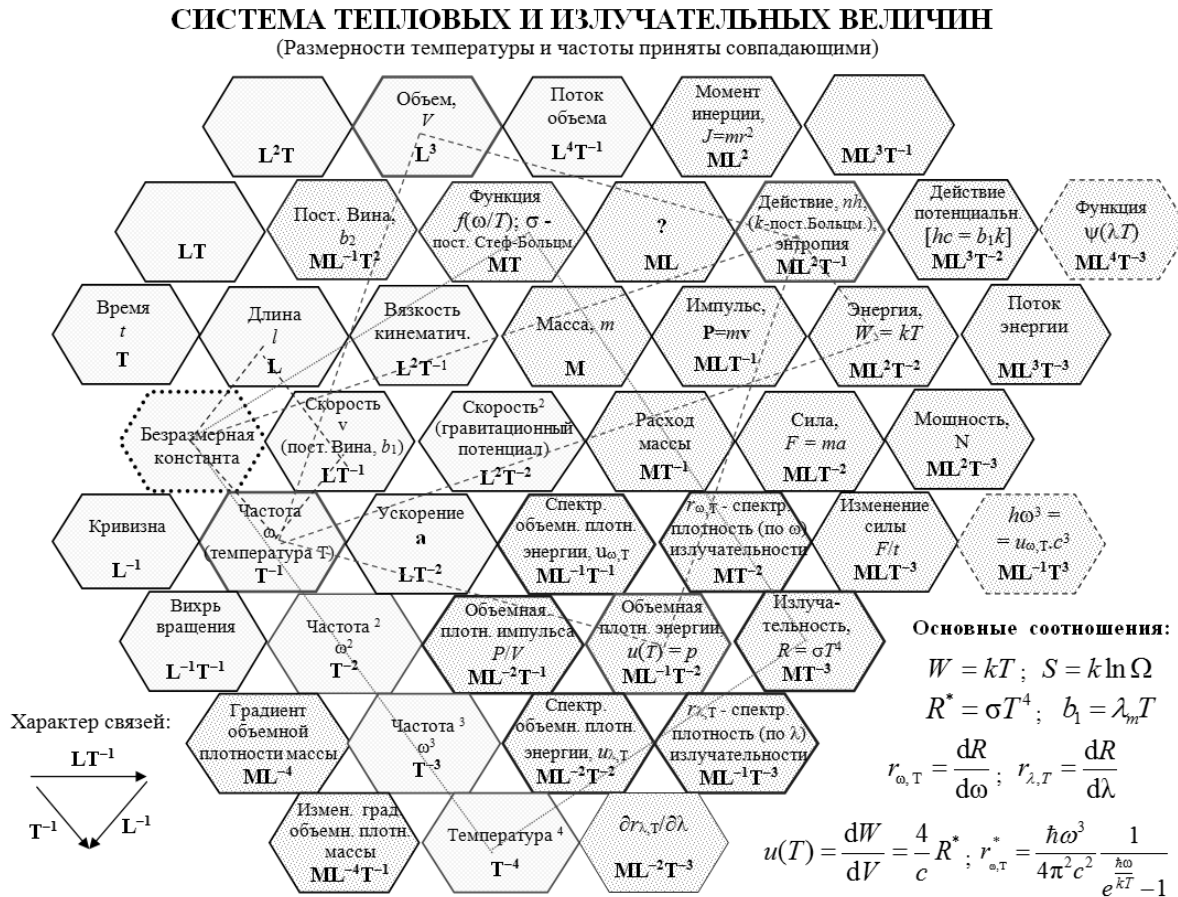 СИСТЕМА ТЕПЛОВЫХ И ИЗЛУЧАТЕЛЬНЫХ ВЕЛИЧИН
(Размерности температуры и частоты приняты совпадающими)
L²T
Объем,
V
L³
Поток
объема
L⁴T⁻¹
Момент
инерции,
J=mr²
ML²
ML³T⁻¹
LT
Пост. Вина,
b₂
ML⁻¹T²
Функция
f(ω/T); σ -
пост. Стеф-Больцм.
MT
?
ML
Действие, nh,
(k-пост.Больцм.);
энтропия
ML²T⁻¹
Действие
потенциальн.
[hc = b₁k]
ML³T⁻²
Функция
ψ(λT)
ML⁴T⁻³
Время
t
T
Длина
l
L
Вязкость
кинематич.
L²T⁻¹
Масса, m
M
Импульс,
P=mv
MLT⁻¹
Энергия,
W = kT
ML²T⁻²
Поток
энергии
ML³T⁻³
Безразмерная
константа
Скорость
v
(пост. Вина, b₁)
LT⁻¹
Скорость²
(гравитационный
потенциал)
L²T⁻²
Расход
массы
MT⁻¹
Сила,
F = ma
MLT⁻²
Мощность,
N
ML²T⁻³
Кривизна
L⁻¹
Частота
ω,
(температура T)
T⁻¹
Ускорение
a
LT⁻²
Спектр.
объемн. плотн.
энергии, u_ω,T
ML⁻¹T⁻¹
r_ω,T - спектр.
плотность (по ω)
излучательности
MT⁻²
Изменение
силы
F/t
MLT⁻³
hω³ =
= u_ω,T.c³
ML⁻¹T³
Вихрь
вращения
L⁻¹T⁻¹
Частота ²
ω²
T⁻²
Объемная
плотн. импульса
P/V
ML⁻²T⁻¹
Объемная
плотн. энергии,
u(T) = p
ML⁻¹T⁻²
Излуча-
тельность,
R = σT⁴
MT⁻³
Основные соотношения:
W = kT ; S = k ln Ω
R* = σT⁴ ; b₁ = λₘT
r_ω,T = dR/dω ; r_λ,T = dR/dλ
u(T) = dW/dV = 4/c R* ; r*_ω,T = ħω³/4π²c² 1/(e^(ħω/kT) − 1)
Характер связей:
LT⁻¹
T⁻¹
L⁻¹
Градиент
объемной
плотности массы
ML⁻⁴
Частота ³
ω³
T⁻³
Спектр.
объемн. плотн.
энергии, u_λ,T
ML⁻²T⁻²
r_λ,T - спектр.
плотность (по λ)
излучательности
ML⁻¹T⁻³
Измен. град.
объемн. плотн.
массы
ML⁻⁴T⁻¹
Температура ⁴
T⁻⁴
∂r_λ,T/∂λ
ML⁻²T⁻³